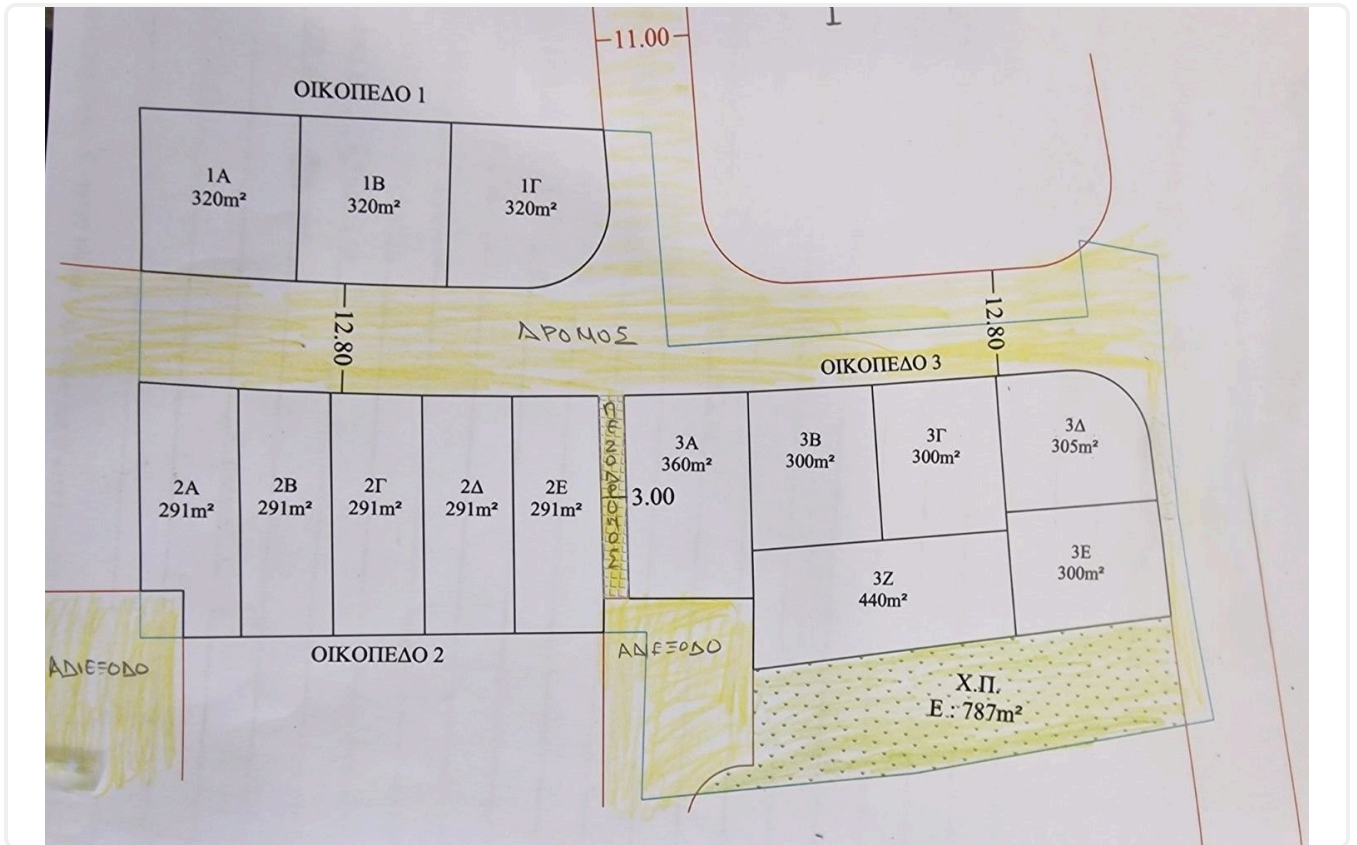 1
11.00
ΟΙΚΟΠΕΔΟ 1
1Α
320m²
1Β
320m²
1Γ
320m²
12.80
ΔΡΟΜΟΣ
12.80
ΟΙΚΟΠΕΔΟ 3
2Α
291m²
2Β
291m²
2Γ
291m²
2Δ
291m²
2Ε
291m²
ΠΕΖΟΔΡΟΜΟΣ
3.00
3Α
360m²
3Β
300m²
3Γ
300m²
3Δ
305m²
3Ε
300m²
3Ζ
440m²
ΑΔΙΕΞΟΔΟ
ΟΙΚΟΠΕΔΟ 2
ΑΔΙΕΞΟΔΟ
Χ.Π.
Ε.: 787m²